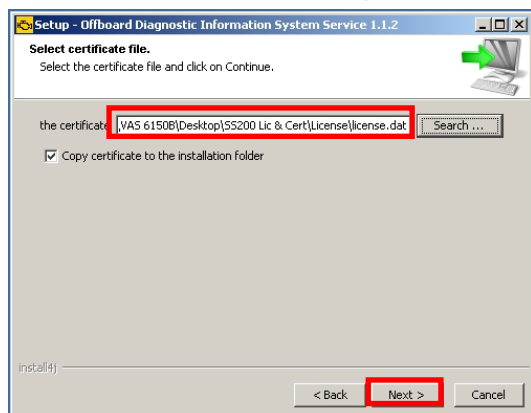 Setup - Offboard Diagnostic Information System Service 1.1.2
Select certificate file.
Select the certificate file and click on Continue.
the certificate ,VAS 6150B\Desktop\SS200 Lic & Cert\License\license.dat Search ...
Copy certificate to the installation folder
install4j
< Back Next > Cancel